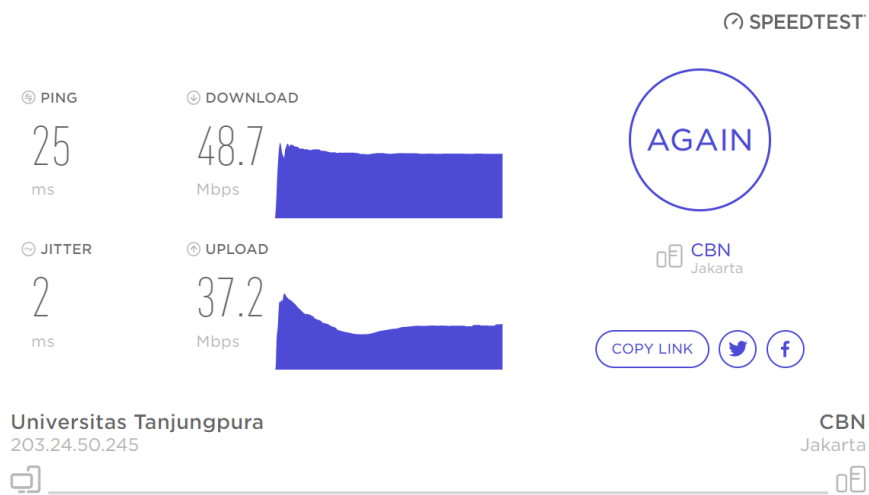 SPEEDTEST
PING
25
ms
DOWNLOAD
48.7
Mbps
JITTER
2
ms
UPLOAD
37.2
Mbps
AGAIN
CBN
Jakarta
COPY LINK
Universitas Tanjungpura
203.24.50.245
CBN
Jakarta